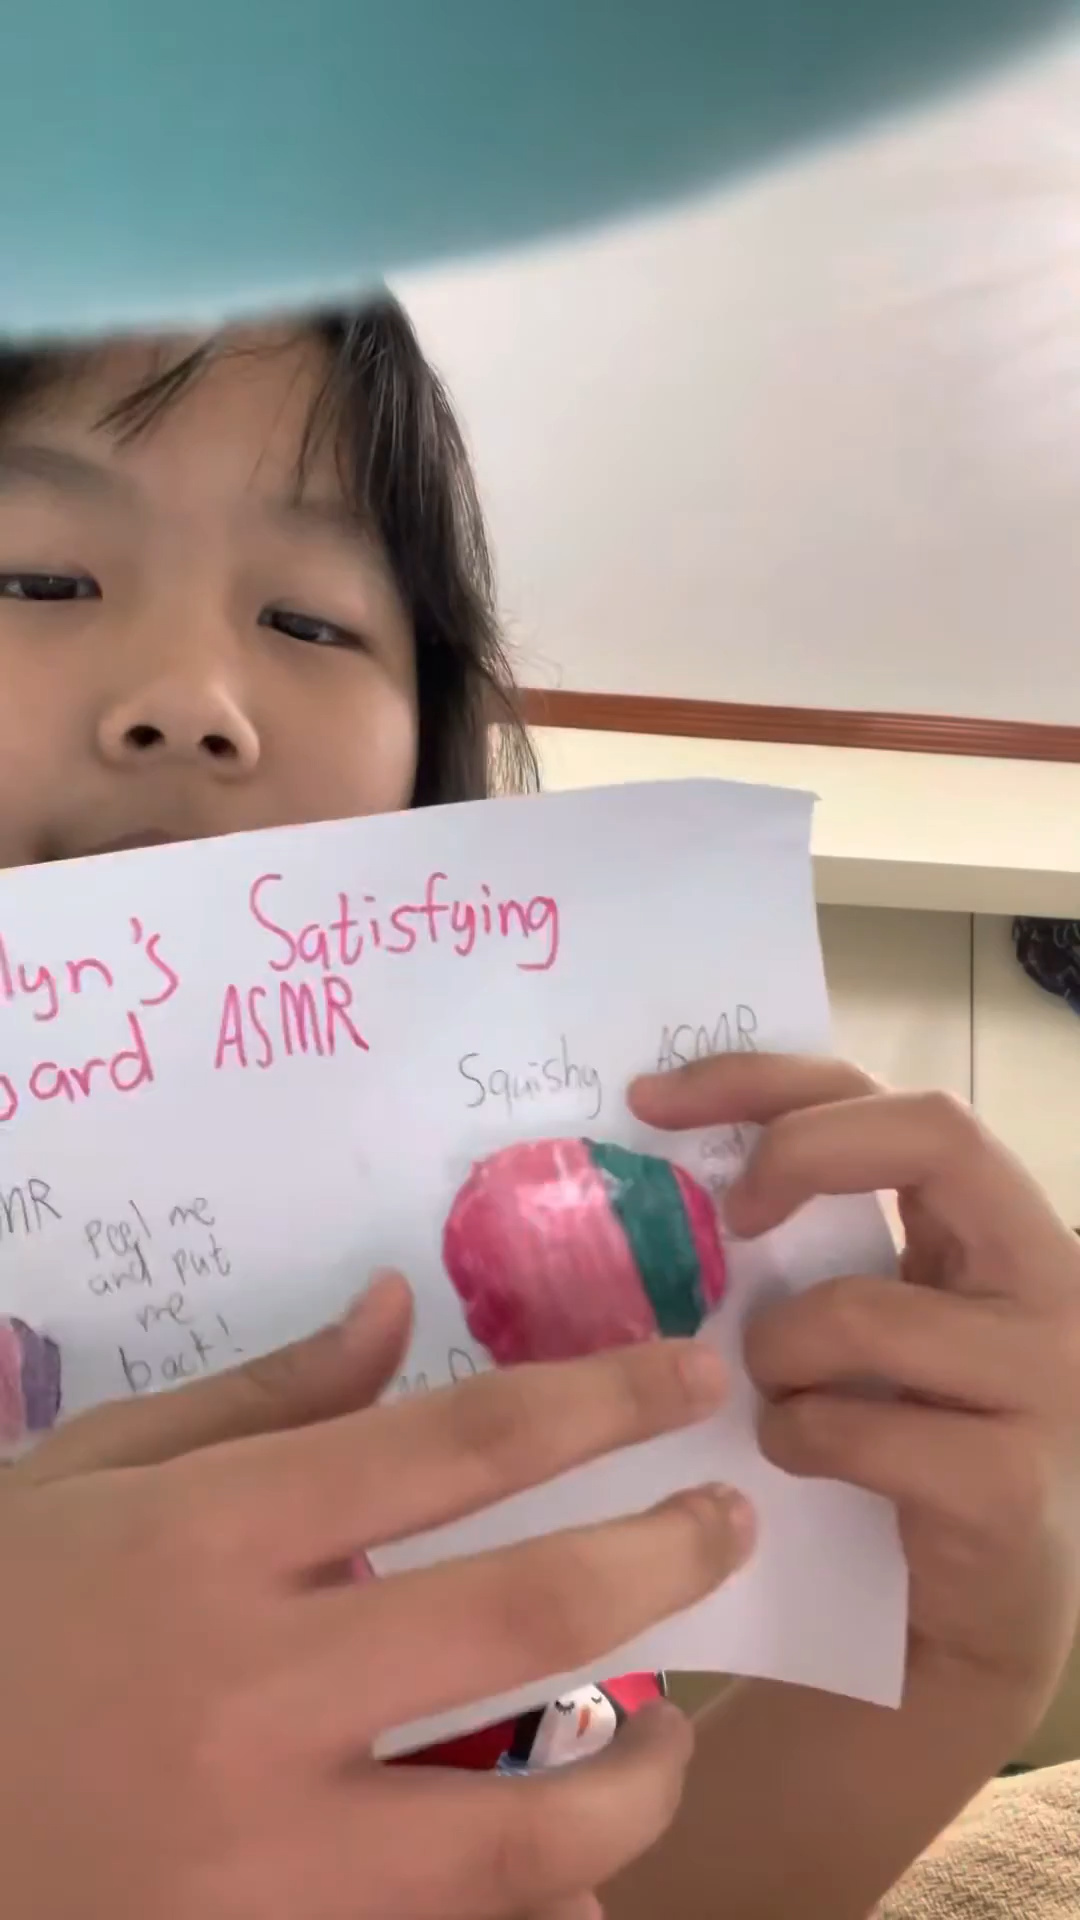 lyn's Satisfying
oard ASMR
Squishy ASMR
MR
Peel me
and put
me
back!